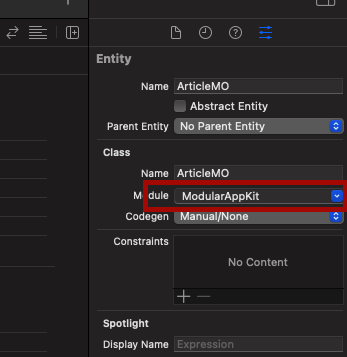 Entity
Name ArticleMO
Abstract Entity
Parent Entity No Parent Entity
Class
Name ArticleMO
Module ModularAppKit
Codegen Manual/None
Constraints
No Content
Spotlight
Display Name Expression